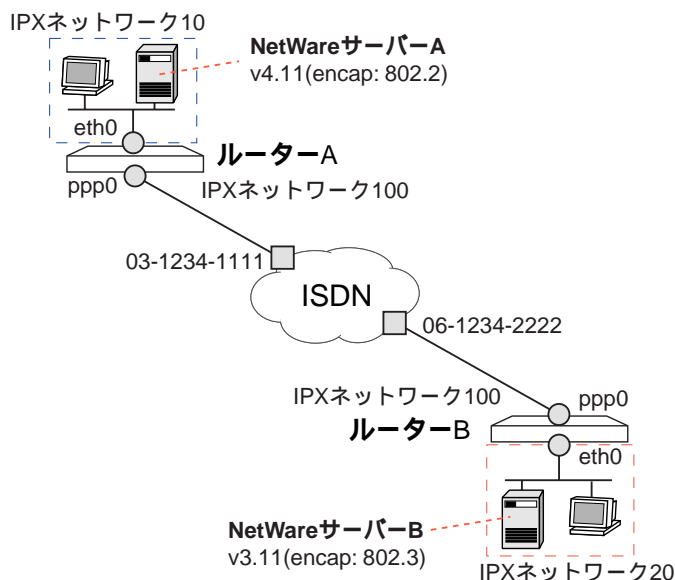 IPXネットワーク10
NetWareサーバーA
v4.11(encap: 802.2)
eth0
ルーターA
ppp0
IPXネットワーク100
03-1234-1111
ISDN
06-1234-2222
IPXネットワーク100
ppp0
ルーターB
eth0
NetWareサーバーB
v3.11(encap: 802.3)
IPXネットワーク20